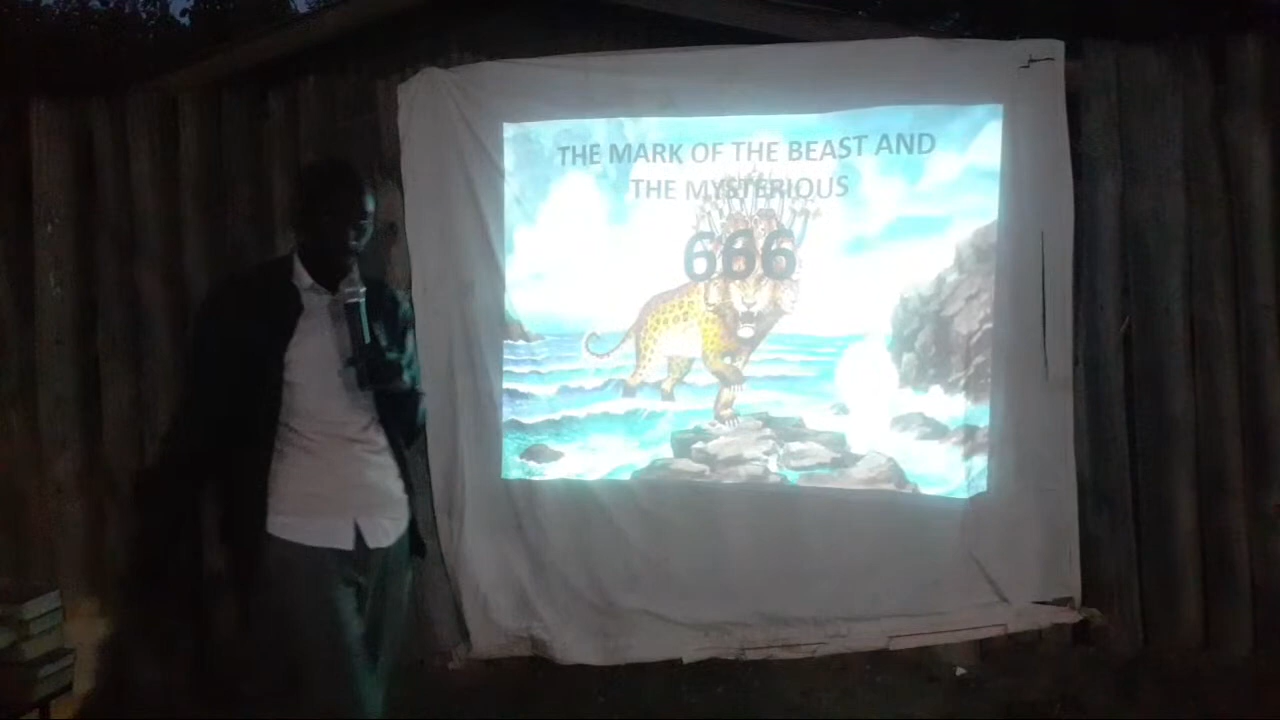 THE MARK OF THE BEAST AND
THE MYSTERIOUS
666